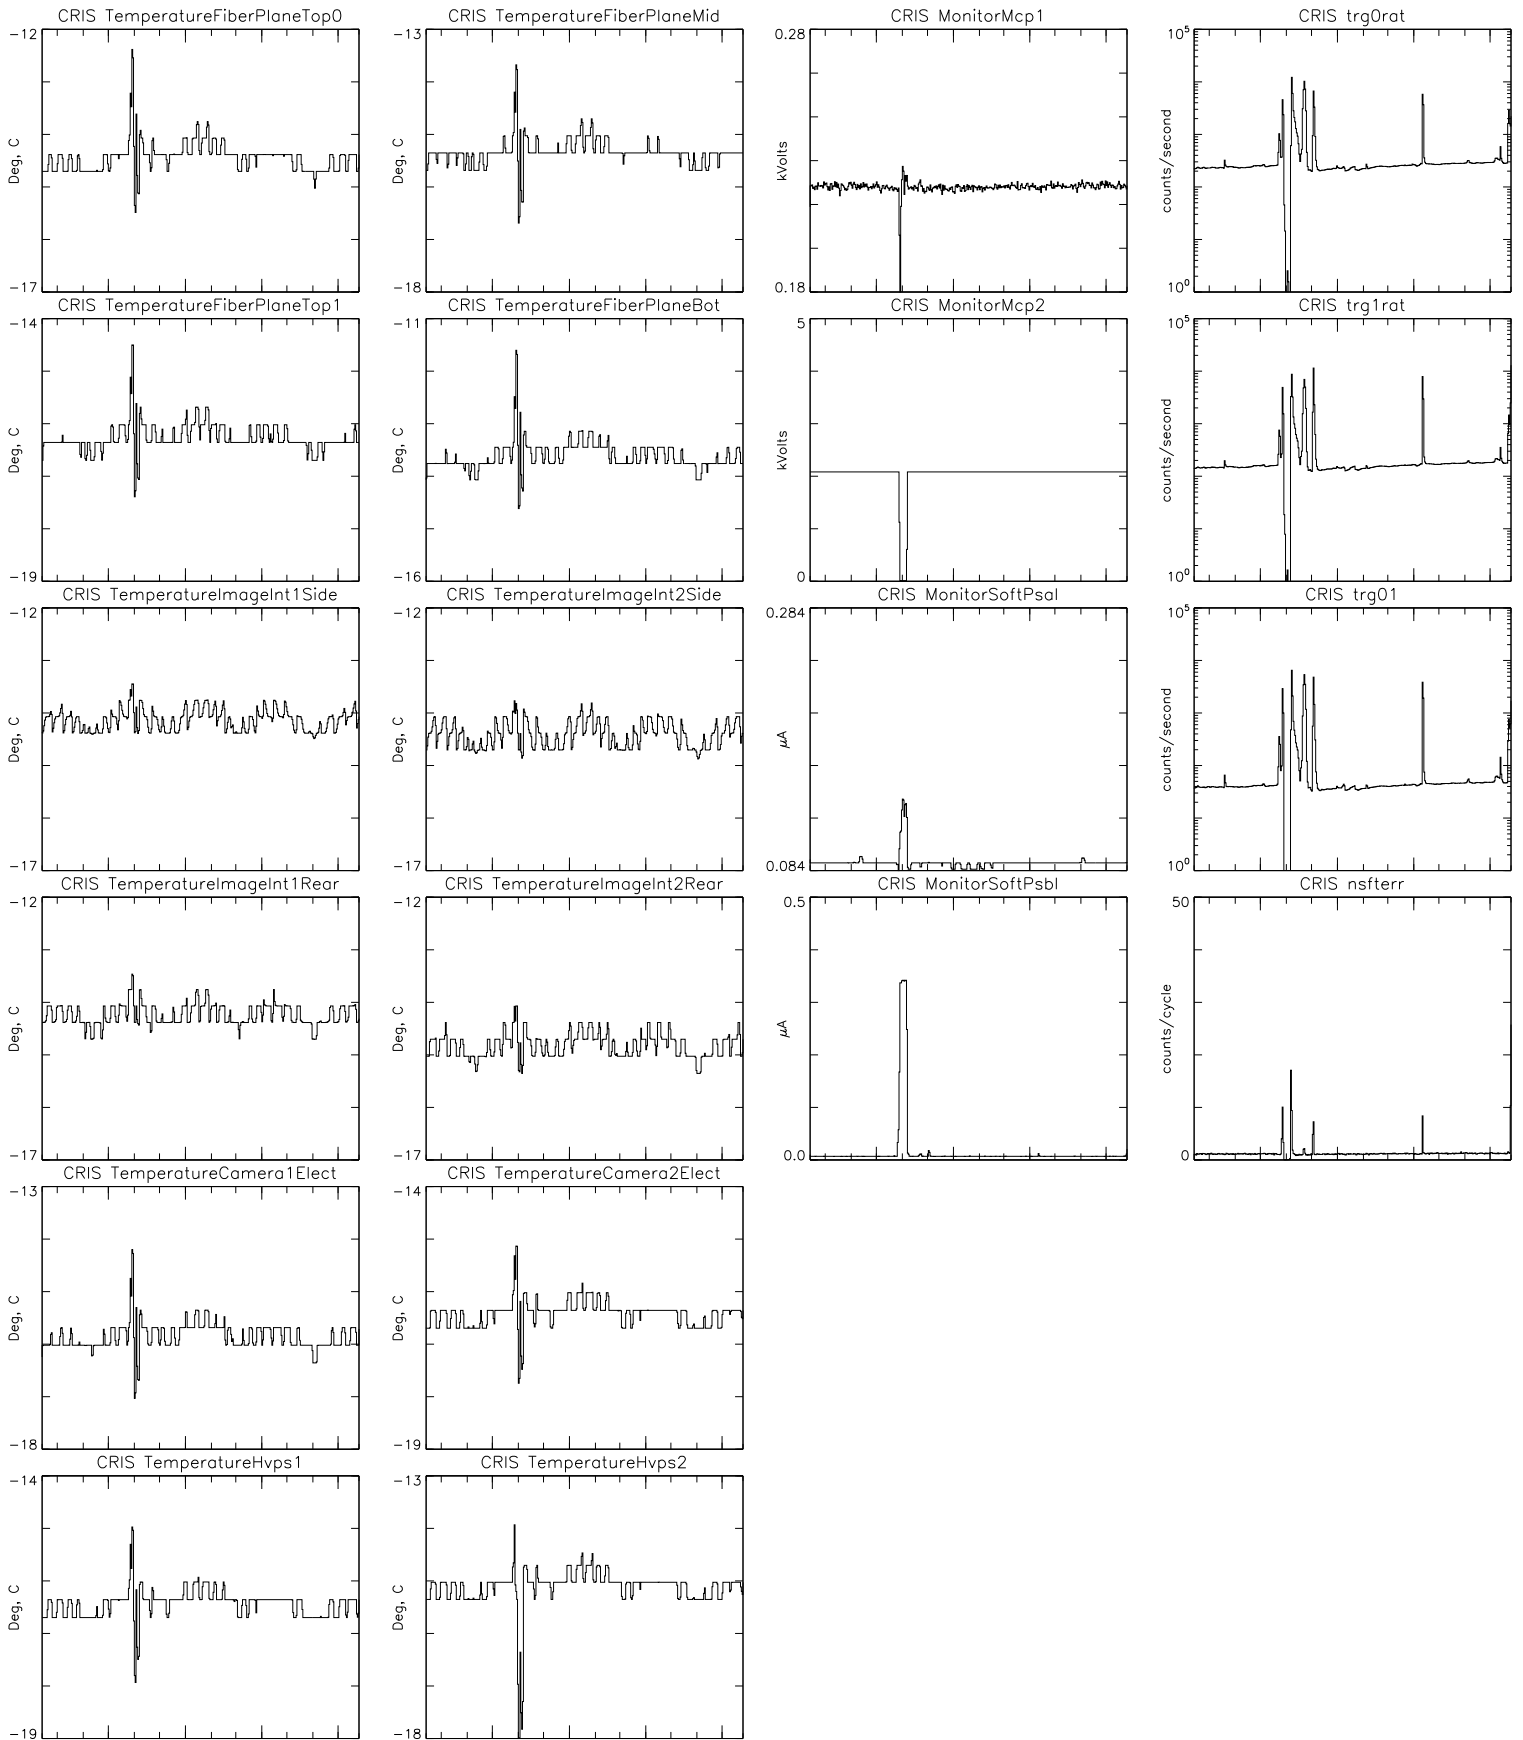 CRIS TemperatureFiberPlaneTop0
-12
Deg, C
-17
CRIS TemperatureFiberPlaneMid
-13
Deg, C
-18
CRIS MonitorMcp1
0.28
kVolts
0.18
CRIS trg0rat
10^5
counts/second
10^0
CRIS TemperatureFiberPlaneTop1
-14
Deg, C
-19
CRIS TemperatureFiberPlaneBot
-11
Deg, C
-16
CRIS MonitorMcp2
5
kVolts
0
CRIS trg1rat
10^5
counts/second
10^0
CRIS TemperatureImageInt1Side
-12
Deg, C
-17
CRIS TemperatureImageInt2Side
-12
Deg, C
-17
CRIS MonitorSoftPsaI
0.284
μA
0.084
CRIS trg01
10^5
counts/second
10^0
CRIS TemperatureImageInt1Rear
-12
Deg, C
-17
CRIS TemperatureImageInt2Rear
-12
Deg, C
-17
CRIS MonitorSoftPsbI
0.5
μA
0.0
CRIS nsfterr
50
counts/cycle
0
CRIS TemperatureCamera1Elect
-13
Deg, C
-18
CRIS TemperatureCamera2Elect
-14
Deg, C
-19
CRIS TemperatureHvps1
-14
Deg, C
-19
CRIS TemperatureHvps2
-13
Deg, C
-18